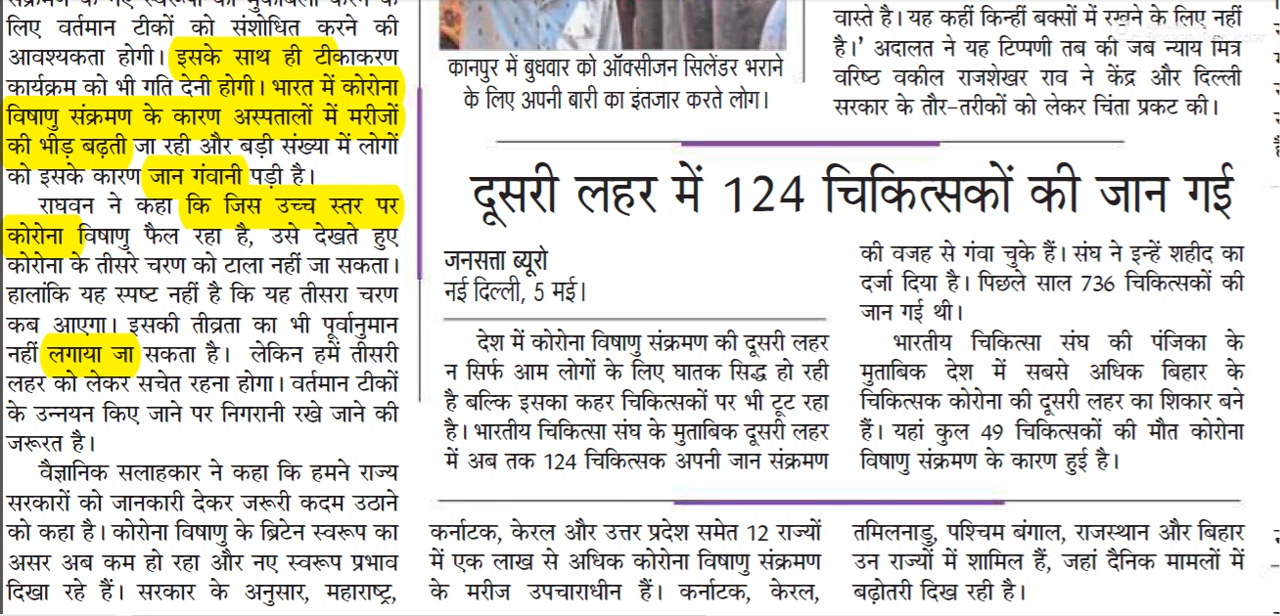 लिए वर्तमान टीकों को संशोधित करने की
आवश्यकता होगी। इसके साथ ही टीकाकरण
कार्यक्रम को भी गति देनी होगी। भारत में कोरोना
विषाणु संक्रमण के कारण अस्पतालों में मरीजों
की भीड़ बढ़ती जा रही और बड़ी संख्या में लोगों
को इसके कारण जान गंवानी पड़ी है।
राघवन ने कहा कि जिस उच्च स्तर पर
कोरोना विषाणु फैल रहा है, उसे देखते हुए
कोरोना के तीसरे चरण को टाला नहीं जा सकता।
हालांकि यह स्पष्ट नहीं है कि यह तीसरा चरण
कब आएगा। इसकी तीव्रता का भी पूर्वानुमान
नहीं लगाया जा सकता है। लेकिन हमें तीसरी
लहर को लेकर सचेत रहना होगा। वर्तमान टीकों
के उन्नयन किए जाने पर निगरानी रखे जाने की
जरूरत है।
वैज्ञानिक सलाहकार ने कहा कि हमने राज्य
सरकारों को जानकारी देकर जरूरी कदम उठाने
को कहा है। कोरोना विषाणु के ब्रिटेन स्वरूप का
असर अब कम हो रहा और नए स्वरूप प्रभाव
दिखा रहे हैं। सरकार के अनुसार, महाराष्ट्र,
कानपुर में बुधवार को ऑक्सीजन सिलेंडर भराने
के लिए अपनी बारी का इंतजार करते लोग।
वास्ते है। यह कहीं किन्हीं बक्सों में रखने के लिए नहीं
है।’ अदालत ने यह टिप्पणी तब की जब न्याय मित्र
वरिष्ठ वकील राजशेखर राव ने केंद्र और दिल्ली
सरकार के तौर-तरीकों को लेकर चिंता प्रकट की।
दूसरी लहर में 124 चिकित्सकों की जान गई
जनसत्ता ब्यूरो
नई दिल्ली, 5 मई।
देश में कोरोना विषाणु संक्रमण की दूसरी लहर
न सिर्फ आम लोगों के लिए घातक सिद्ध हो रही
है बल्कि इसका कहर चिकित्सकों पर भी टूट रहा
है। भारतीय चिकित्सा संघ के मुताबिक दूसरी लहर
में अब तक 124 चिकित्सक अपनी जान संक्रमण
की वजह से गंवा चुके हैं। संघ ने इन्हें शहीद का
दर्जा दिया है। पिछले साल 736 चिकित्सकों की
जान गई थी।
भारतीय चिकित्सा संघ की पंजिका के
मुताबिक देश में सबसे अधिक बिहार के
चिकित्सक कोरोना की दूसरी लहर का शिकार बने
हैं। यहां कुल 49 चिकित्सकों की मौत कोरोना
विषाणु संक्रमण के कारण हुई है।
कर्नाटक, केरल और उत्तर प्रदेश समेत 12 राज्यों
में एक लाख से अधिक कोरोना विषाणु संक्रमण
के मरीज उपचाराधीन हैं। कर्नाटक, केरल,
तमिलनाडु, पश्चिम बंगाल, राजस्थान और बिहार
उन राज्यों में शामिल हैं, जहां दैनिक मामलों में
बढ़ोतरी दिख रही है।